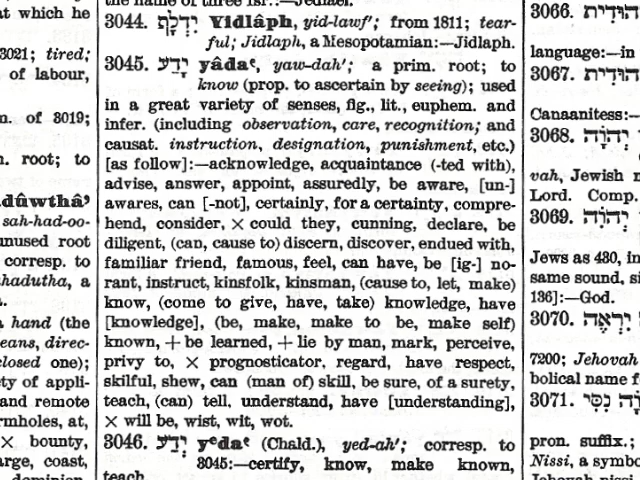 at which he
3021; tired;
of labour,
m. of 3019;
n. root; to
dûwthâʼ
sah-had-oo-
unused root
corresp. to
hadutha, a
hand (the
eans, direc-
closed one);
ty of appli-
and remote
rmholes, at,
× bounty,
arge, coast,
3044. יִדְלָף Yidlâph, yid-lawf'; from 1811; tear-
ful; Jidlaph, a Mesopotamian:—Jidlaph.
3045. יָדַע yâdaʻ, yaw-dah'; a prim. root; to
know (prop. to ascertain by seeing); used
in a great variety of senses, fig., lit., euphem. and
infer. (including observation, care, recognition; and
causat. instruction, designation, punishment, etc.)
[as follow]:—acknowledge, acquaintance (-ted with),
advise, answer, appoint, assuredly, be aware, [un-]
awares, can [-not], certainly, for a certainty, compre-
hend, consider, × could they, cunning, declare, be
diligent, (can, cause to) discern, discover, endued with,
familiar friend, famous, feel, can have, be [ig-] no-
rant, instruct, kinsfolk, kinsman, (cause to, let, make)
know, (come to give, have, take) knowledge, have
[knowledge], (be, make, make to be, make self)
known, + be learned, + lie by man, mark, perceive,
privy to, × prognosticator, regard, have respect,
skilful, shew, can (man of) skill, be sure, of a surety,
teach, (can) tell, understand, have [understanding],
× will be, wist, wit, wot.
3046. יְדַע yᵉdaʻ (Chald.), yed-ah'; corresp. to
3045:—certify, know, make known,
teach.
3066.
language:—in
3067.
Canaanitess:—
3068. יְהֹוָה
vah, Jewish n
Lord. Comp.
3069. יְהֹוִה
Jews as 480, in
same sound, si
136]:—God.
3070. יִרְאֶה
7200; Jehovah
bolical name f
3071. נִסִּי
pron. suffix.;
Nissi, a symbo